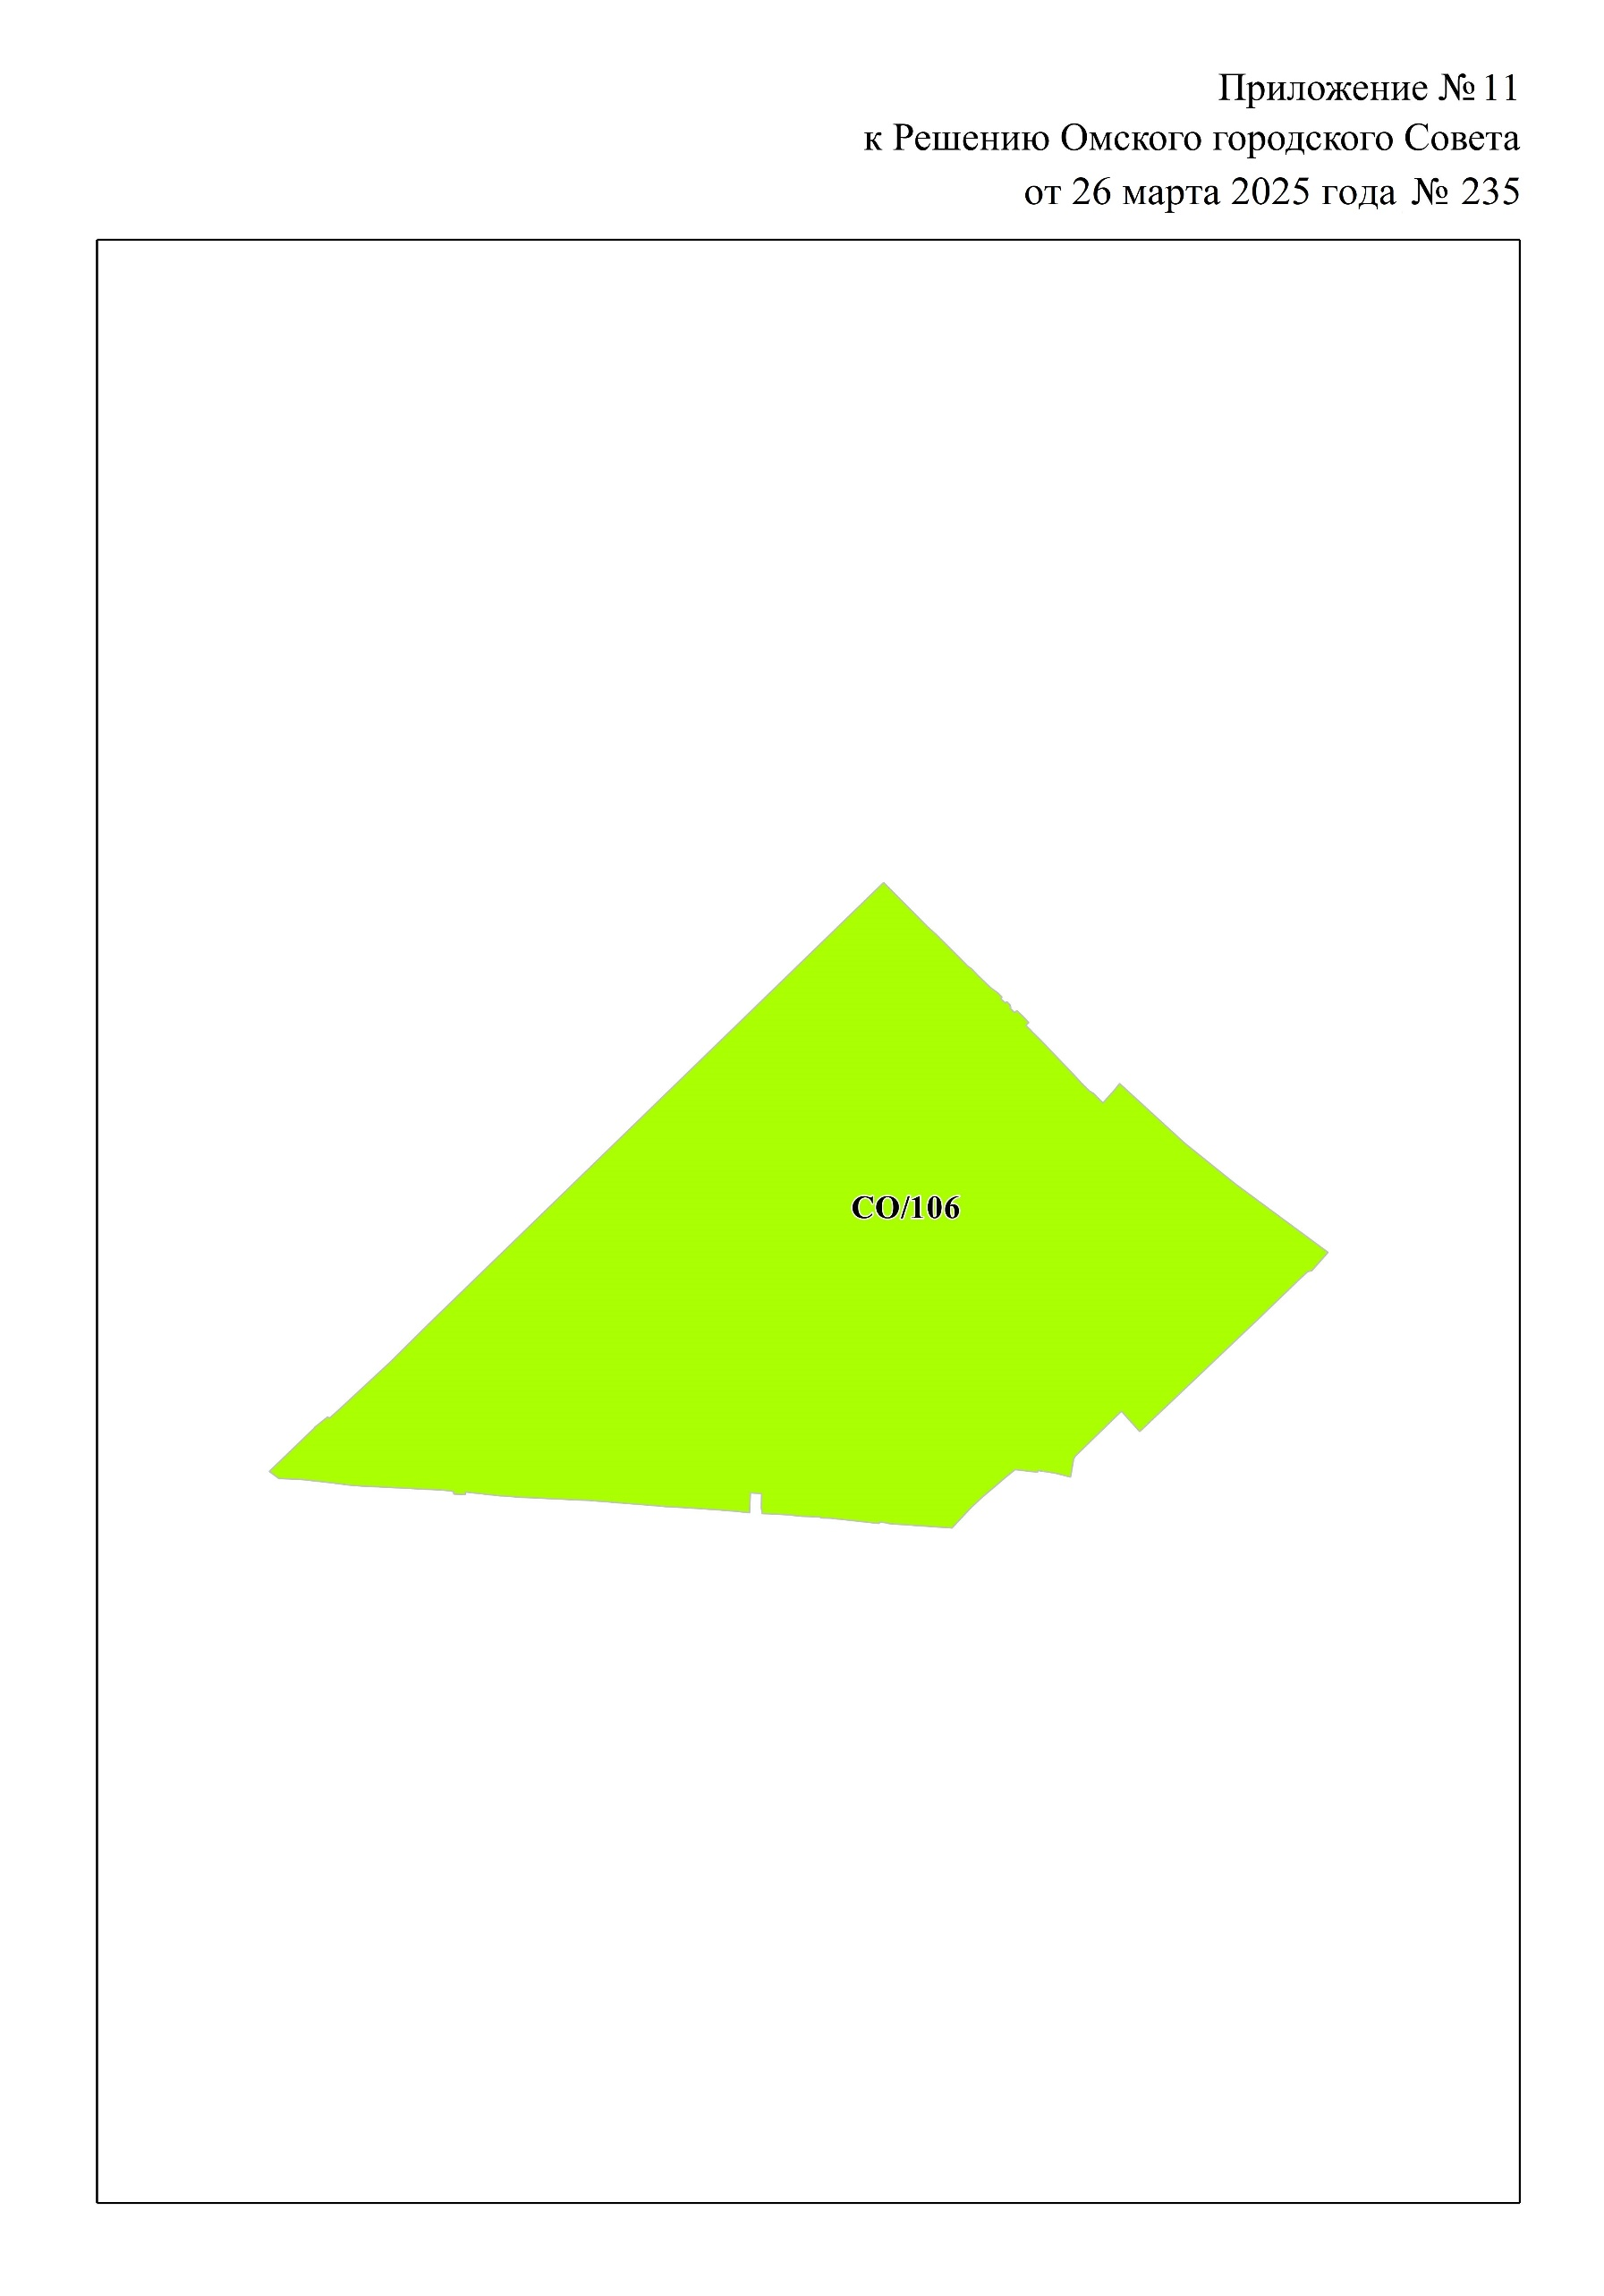 Приложение № 11
к Решению Омского городского Совета
от 26 марта 2025 года № 235
СО/106